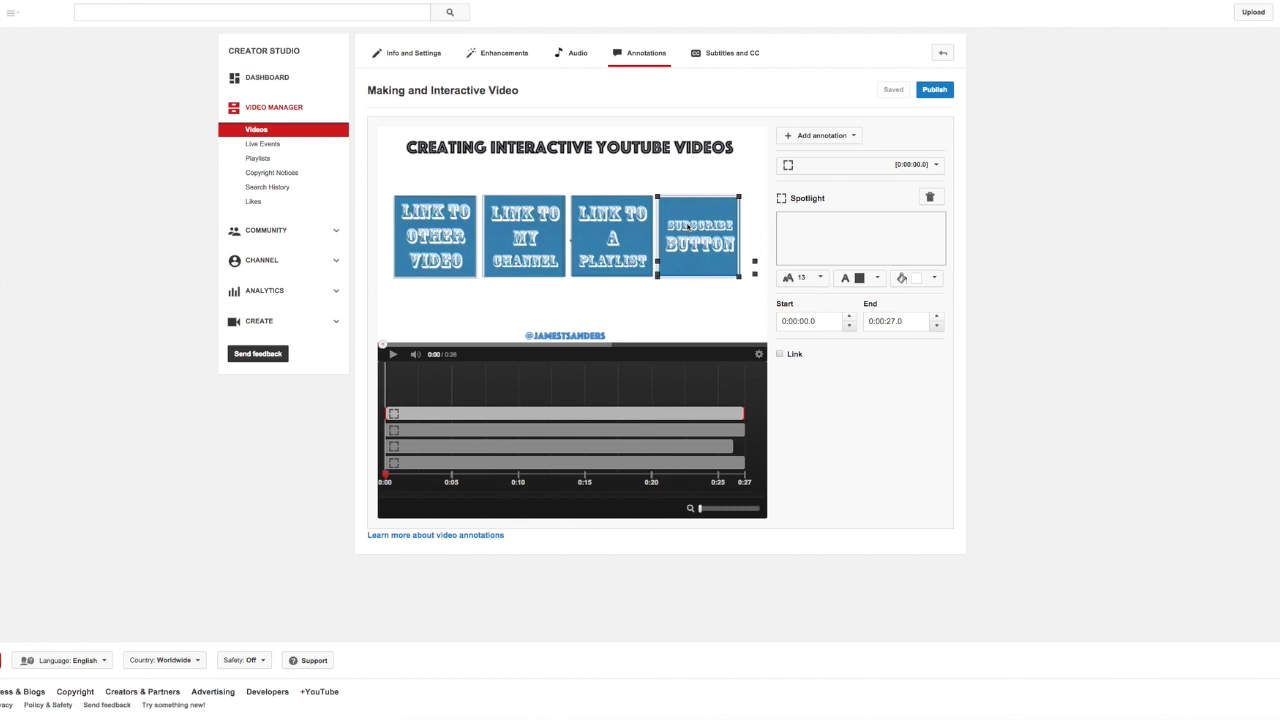 Upload
CREATOR STUDIO
DASHBOARD
VIDEO MANAGER
Videos
Live Events
Playlists
Copyright Notices
Search History
Likes
COMMUNITY
CHANNEL
ANALYTICS
CREATE
Send feedback
Info and Settings
Enhancements
Audio
Annotations
CC Subtitles and CC
Making and Interactive Video
Saved
Publish
CREATING INTERACTIVE YOUTUBE VIDEOS
LINK TO
OTHER
VIDEO
LINK TO
MY
CHANNEL
LINK TO
A
PLAYLIST
SUBSCRIBE
BUTTON
@JAMESTSANDERS
0:00 / 0:26
0:00 0:05 0:10 0:15 0:20 0:25 0:27
+ Add annotation
[0:00:00.0]
Spotlight
AA 13 A
Start End
0:00:00.0 0:00:27.0
Link
Learn more about video annotations
Language: English
Country: Worldwide
Safety: Off
Support
ess & Blogs Copyright Creators & Partners Advertising Developers +YouTube
vacy Policy & Safety Send feedback Try something new!